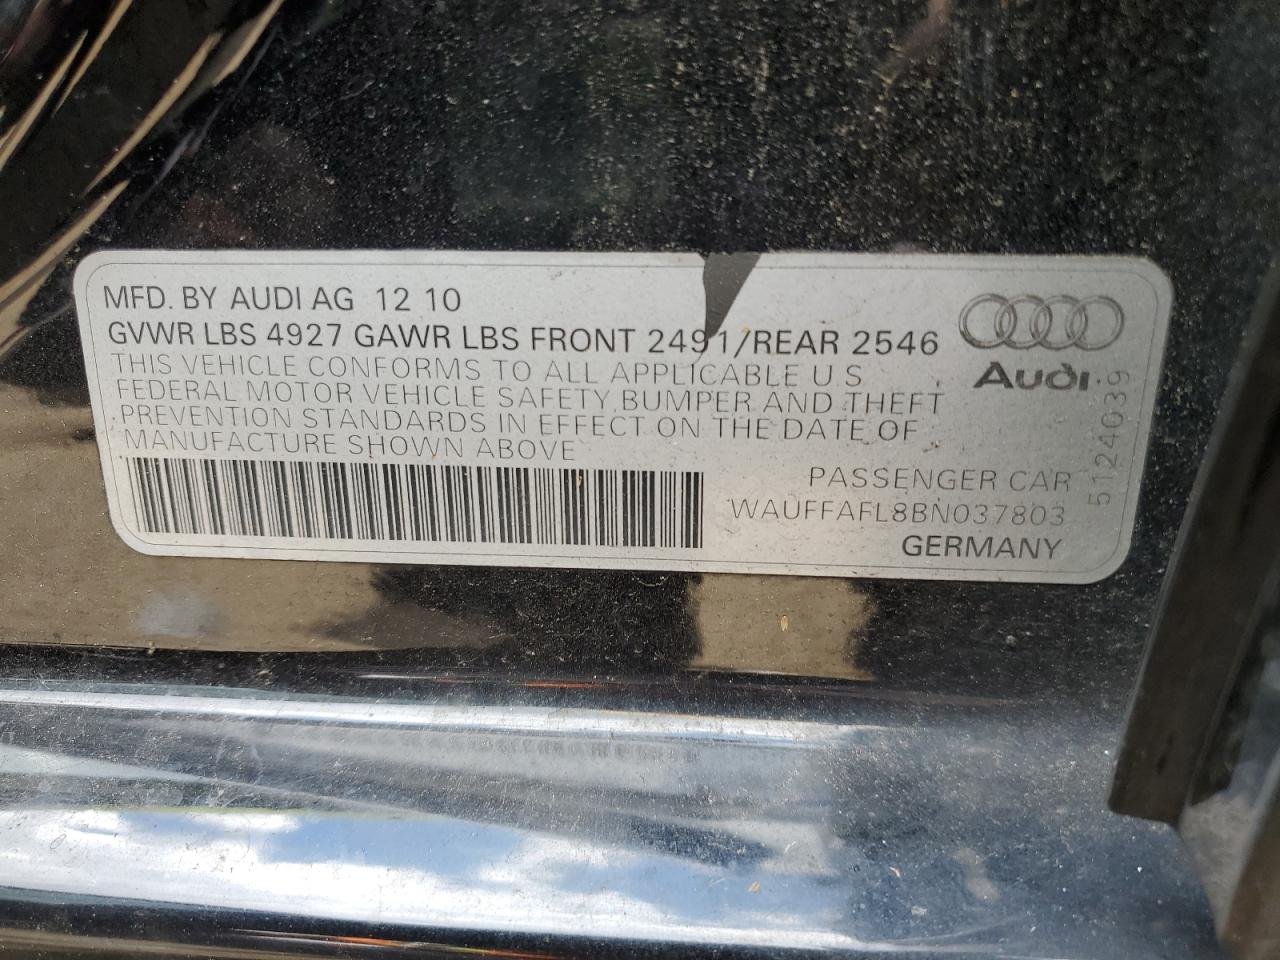 MFD. BY AUDI AG 12 10
GVWR LBS 4927 GAWR LBS FRONT 2491/REAR 2546
THIS VEHICLE CONFORMS TO ALL APPLICABLE U.S.
FEDERAL MOTOR VEHICLE SAFETY, BUMPER AND THEFT
PREVENTION STANDARDS IN EFFECT ON THE DATE OF
MANUFACTURE SHOWN ABOVE
Audi
5124039
PASSENGER CAR
WAUFFAFL8BN037803
GERMANY